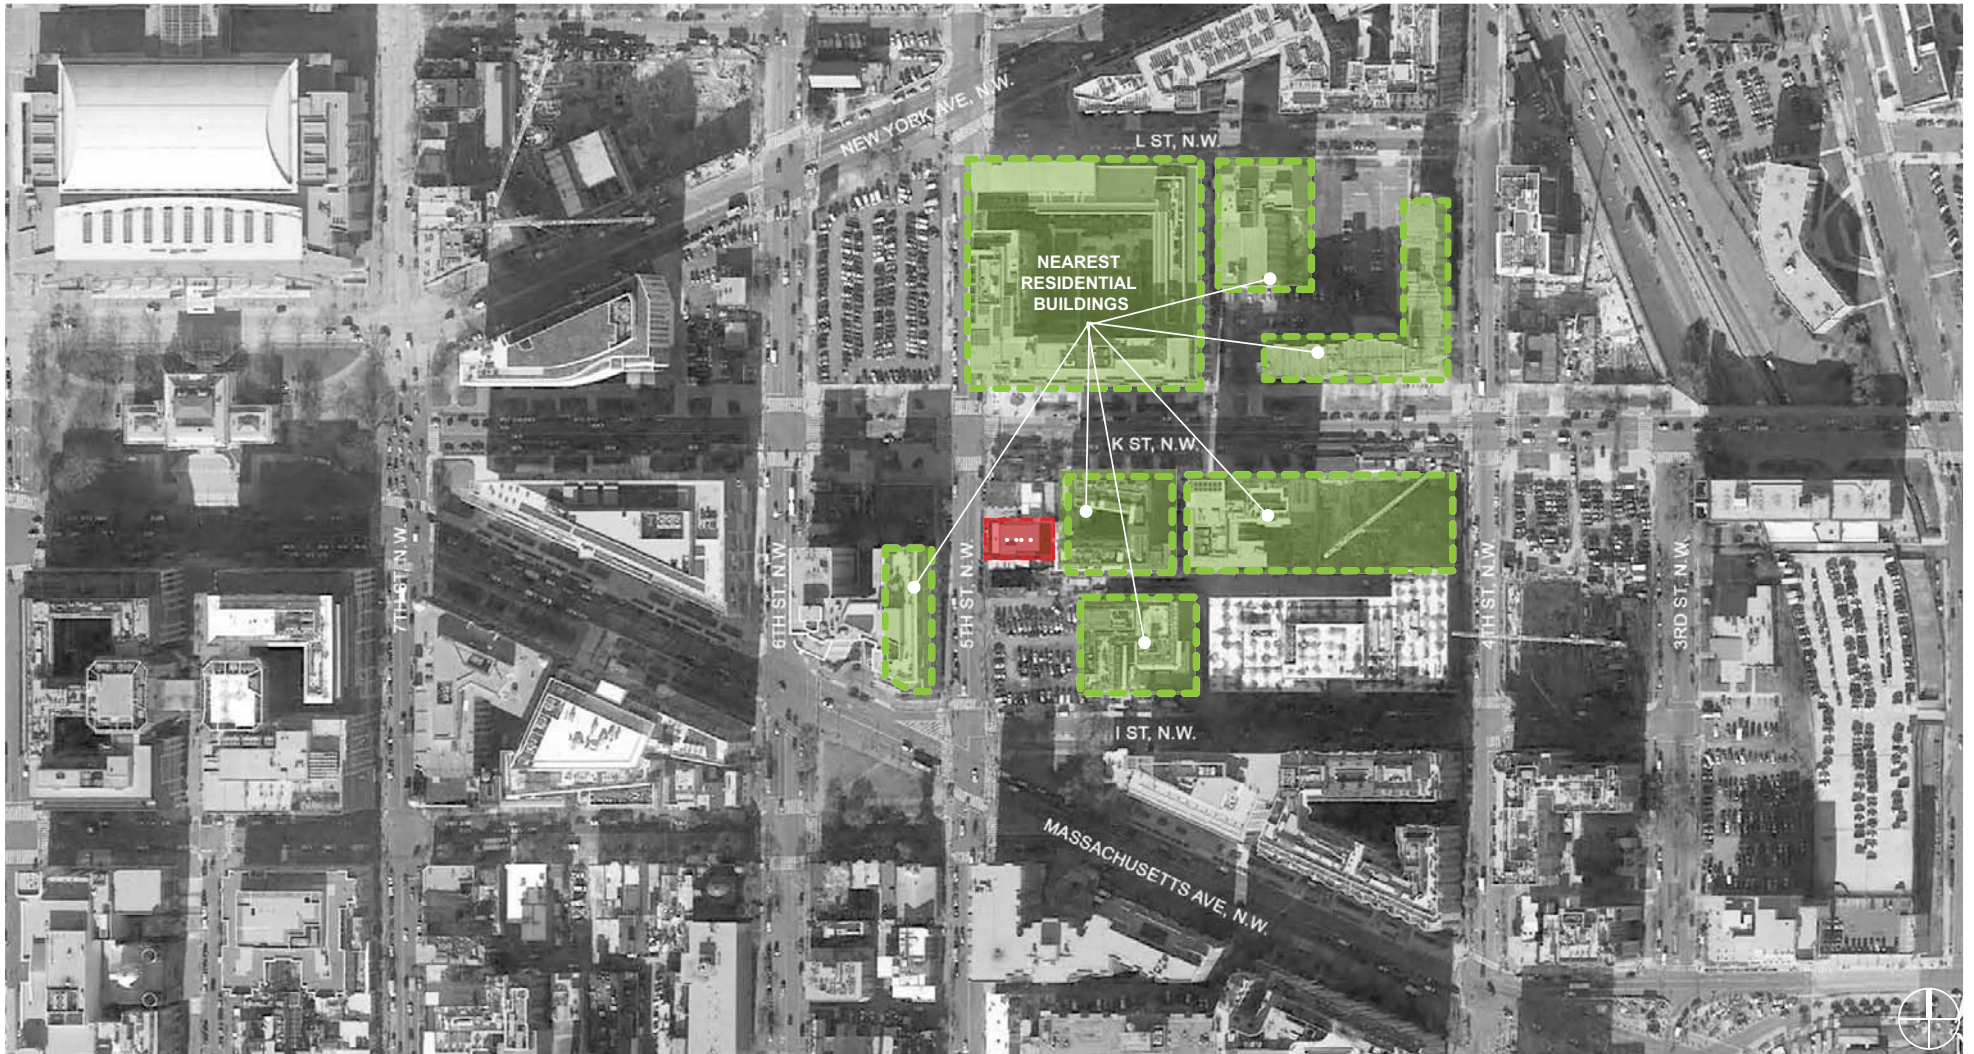 NEW YORK AVE, N.W.
L ST, N.W.
NEAREST
RESIDENTIAL
BUILDINGS
K ST, N.W.
7TH ST, N.W.
6TH ST, N.W.
5TH ST, N.W.
4TH ST, N.W.
3RD ST, N.W.
I ST, N.W.
MASSACHUSETTS AVE, N.W.